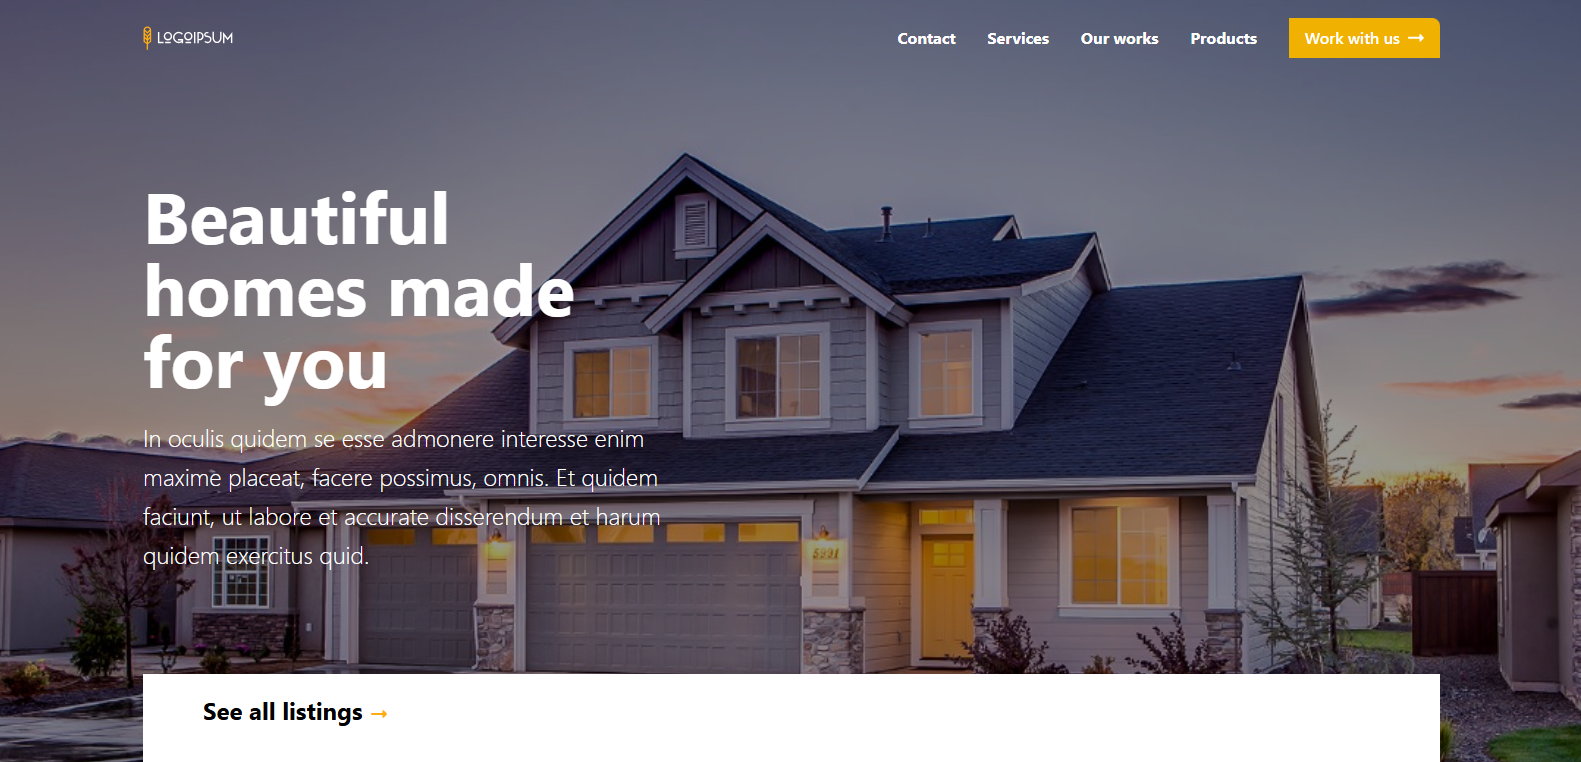 LOGOIPSUM
Contact Services Our works Products Work with us →
Beautiful
homes made
for you
In oculis quidem se esse admonere interesse enim
maxime placeat, facere possimus, omnis. Et quidem
faciunt, ut labore et accurate disserendum et harum
quidem exercitus quid.
5991
See all listings →